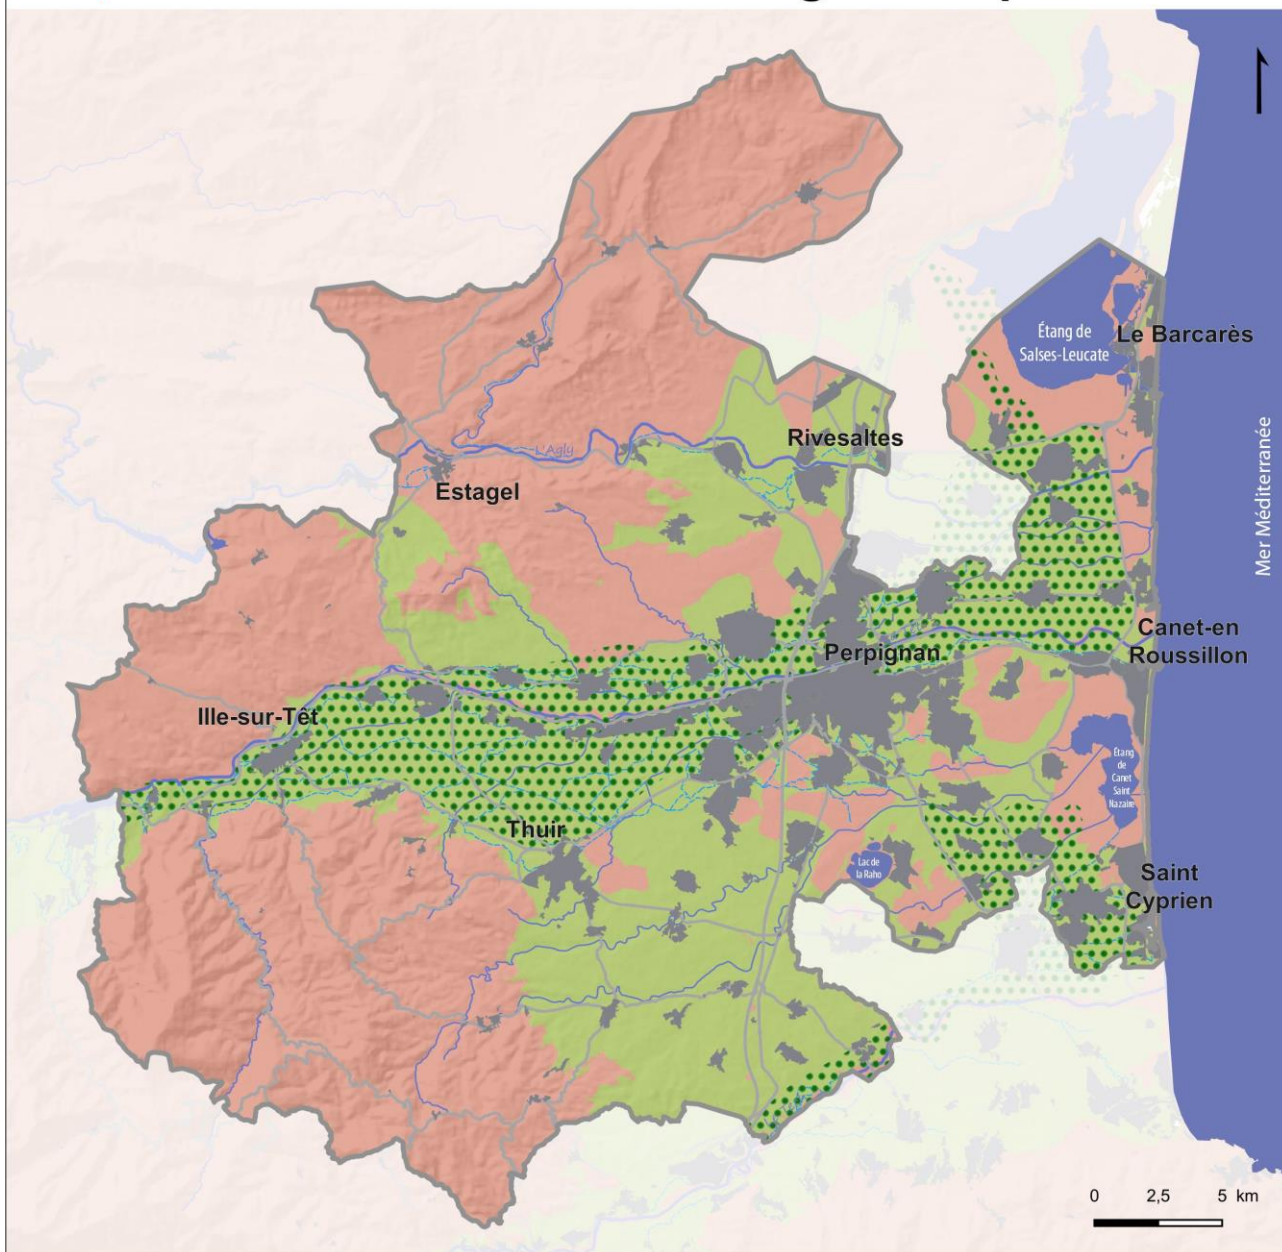 Étang de
Salses-Leucate
Le Barcarès
Mer Méditerranée
Rivesaltes
L'Agly
Estagel
Canet-en
Roussillon
Perpignan
Ille-sur-Têt
Étang
de
Canet
Saint
Nazaire
Thuir
Lac de
la Raho
Saint
Cyprien
0 2,5 5 km